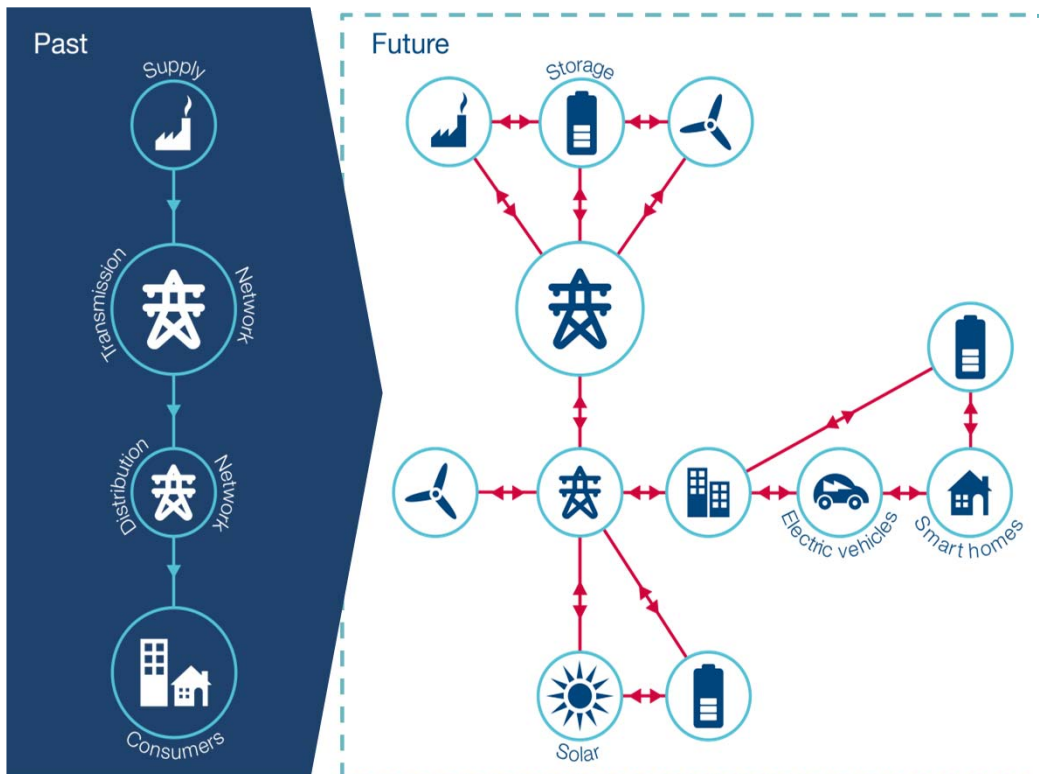 Past
Supply
Transmission
Network
Distribution
Network
Consumers
Future
Storage
Electric vehicles
Smart homes
Solar